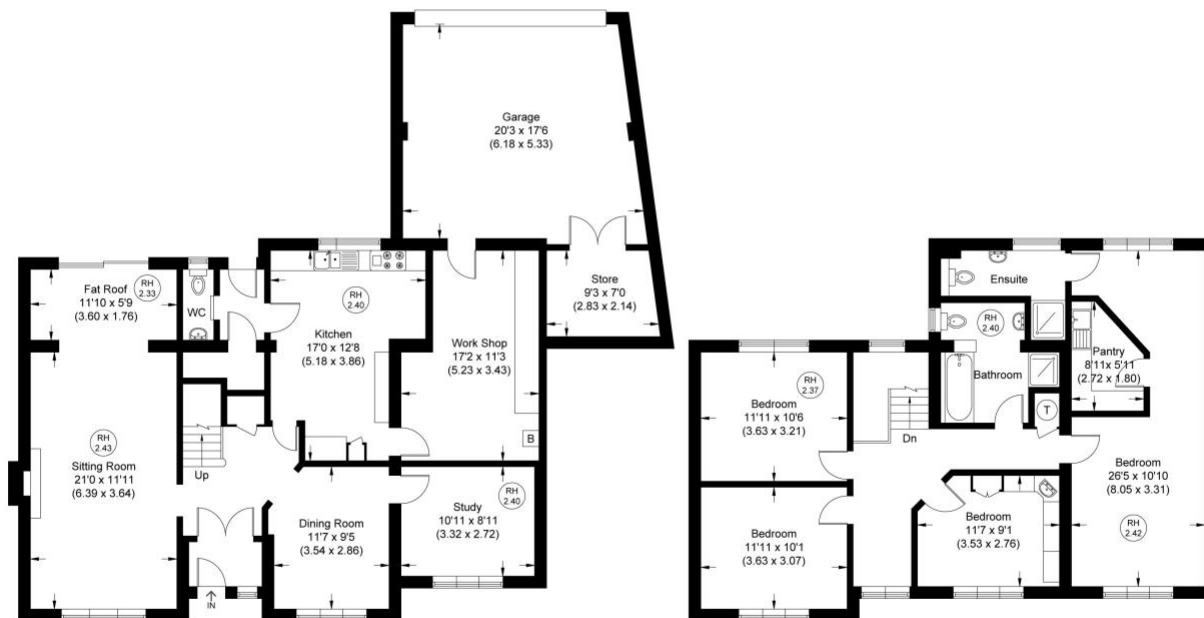 Garage
20'3 x 17'6
(6.18 x 5.33)
Fat Roof
11'10 x 5'9
(3.60 x 1.76)
RH
2.33
WC
RH
2.40
Kitchen
17'0 x 12'8
(5.18 x 3.86)
Work Shop
17'2 x 11'3
(5.23 x 3.43)
Store
9'3 x 7'0
(2.83 x 2.14)
B
RH
2.43
Sitting Room
21'0 x 11'11
(6.39 x 3.64)
Up
Dining Room
11'7 x 9'5
(3.54 x 2.86)
Study
10'11 x 8'11
(3.32 x 2.72)
RH
2.40
IN
Ensuite
RH
2.40
Bathroom
Pantry
8'11x 5'11
(2.72 x 1.80)
T
Bedroom
11'11 x 10'6
(3.63 x 3.21)
RH
2.37
Dn
Bedroom
26'5 x 10'10
(8.05 x 3.31)
RH
2.42
Bedroom
11'7 x 9'1
(3.53 x 2.76)
Bedroom
11'11 x 10'1
(3.63 x 3.07)